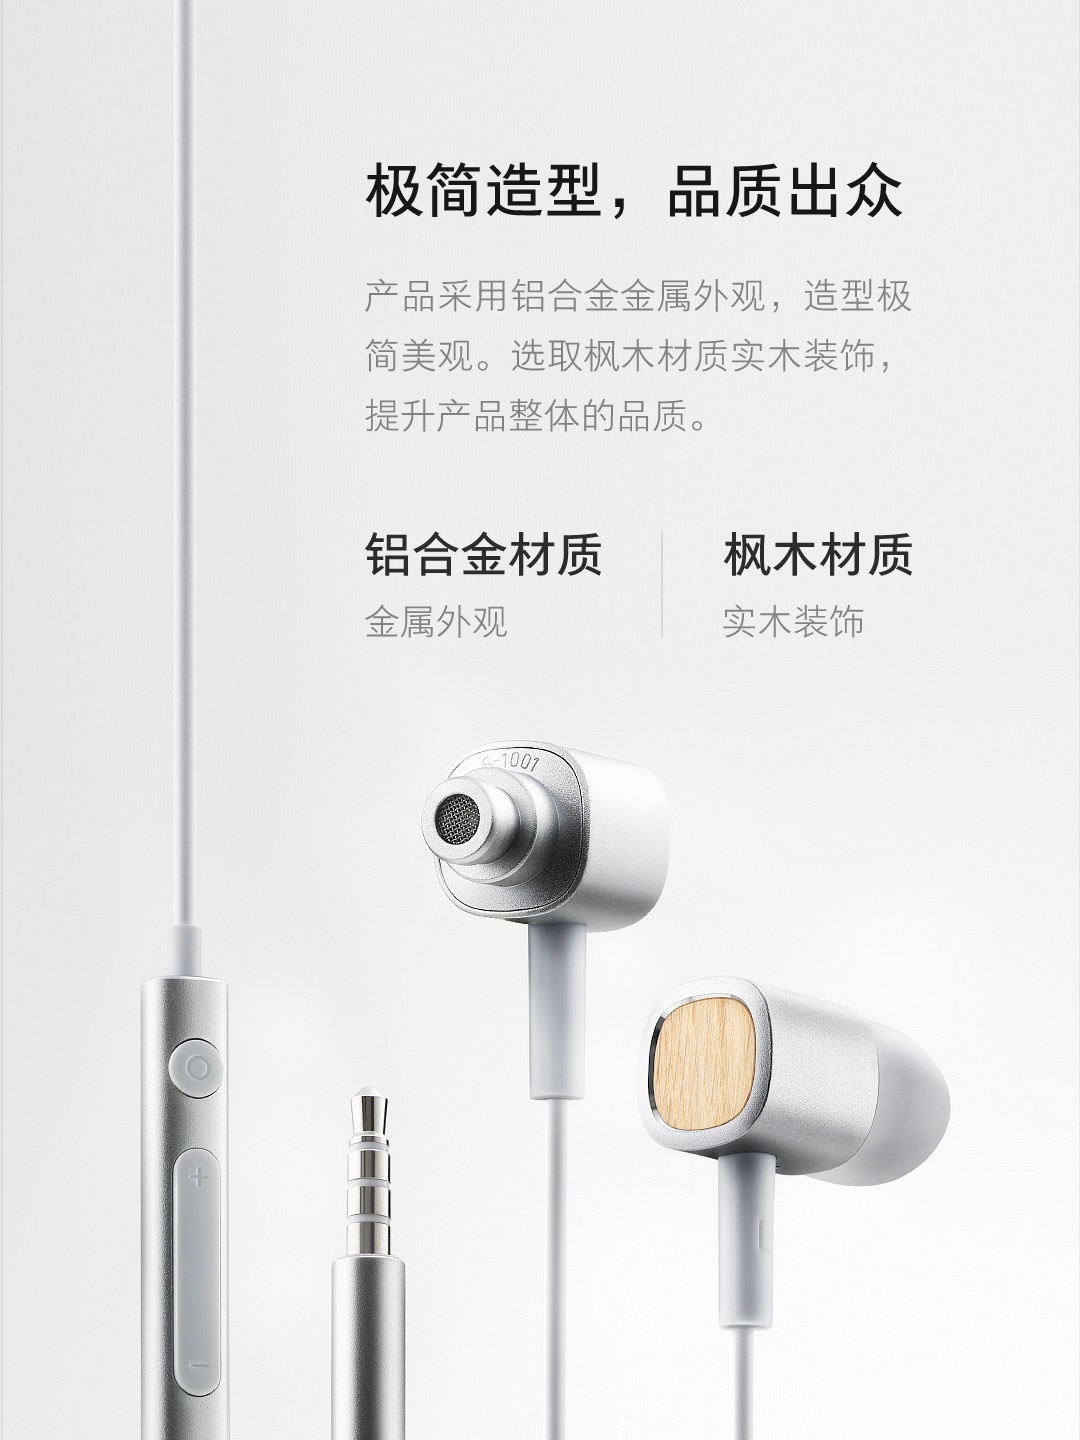 极简造型，品质出众
产品采用铝合金金属外观，造型极
简美观。选取枫木材质实木装饰，
提升产品整体的品质。
铝合金材质
金属外观
枫木材质
实木装饰
-1001
+
−